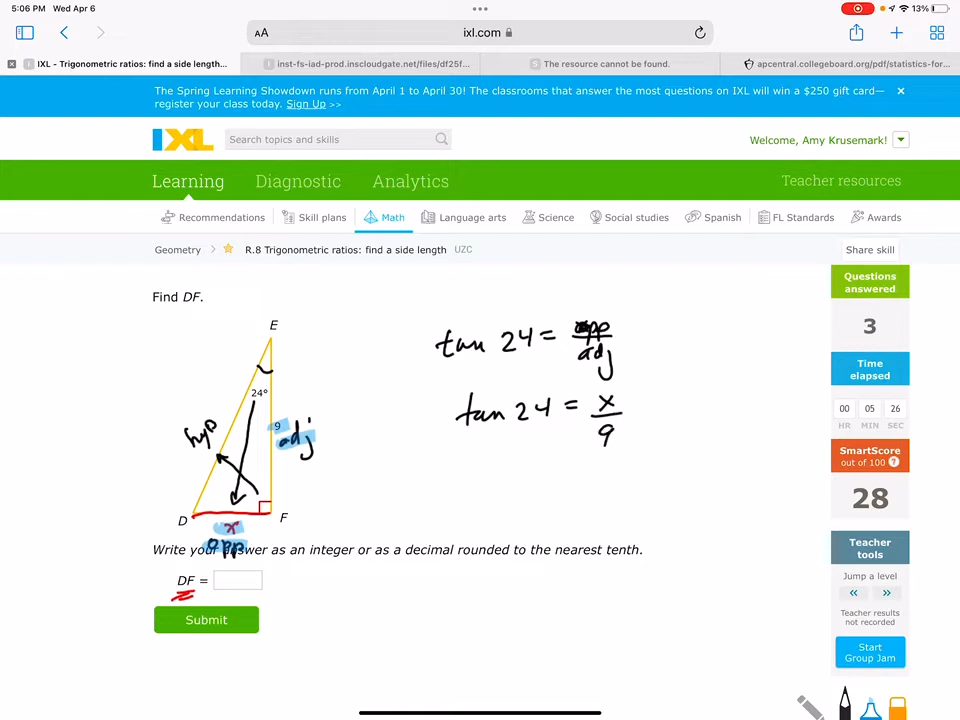 5:06 PM Wed Apr 6
13%
AA ixl.com
IXL - Trigonometric ratios: find a side length...
inst-fs-iad-prod.inscloudgate.net/files/df25f...
The resource cannot be found.
apcentral.collegeboard.org/pdf/statistics-for...
The Spring Learning Showdown runs from April 1 to April 30! The classrooms that answer the most questions on IXL will win a $250 gift card—
register your class today. Sign Up >>
IXL
Search topics and skills
Welcome, Amy Krusemark!
Learning Diagnostic Analytics Teacher resources
Recommendations Skill plans Math Language arts Science Social studies Spanish FL Standards Awards
Geometry > R.8 Trigonometric ratios: find a side length UZC
Share skill
Questions
answered
3
Time
elapsed
00 05 26
HR MIN SEC
SmartScore
out of 100 ?
28
Teacher
tools
Jump a level
« »
Teacher results
not recorded
Start
Group Jam
Find DF.
E
24°
9
hyp
adj
D
F
x
opp
tan 24 = opp/adj
tan 24 = x/9
Write your answer as an integer or as a decimal rounded to the nearest tenth.
DF =
Submit